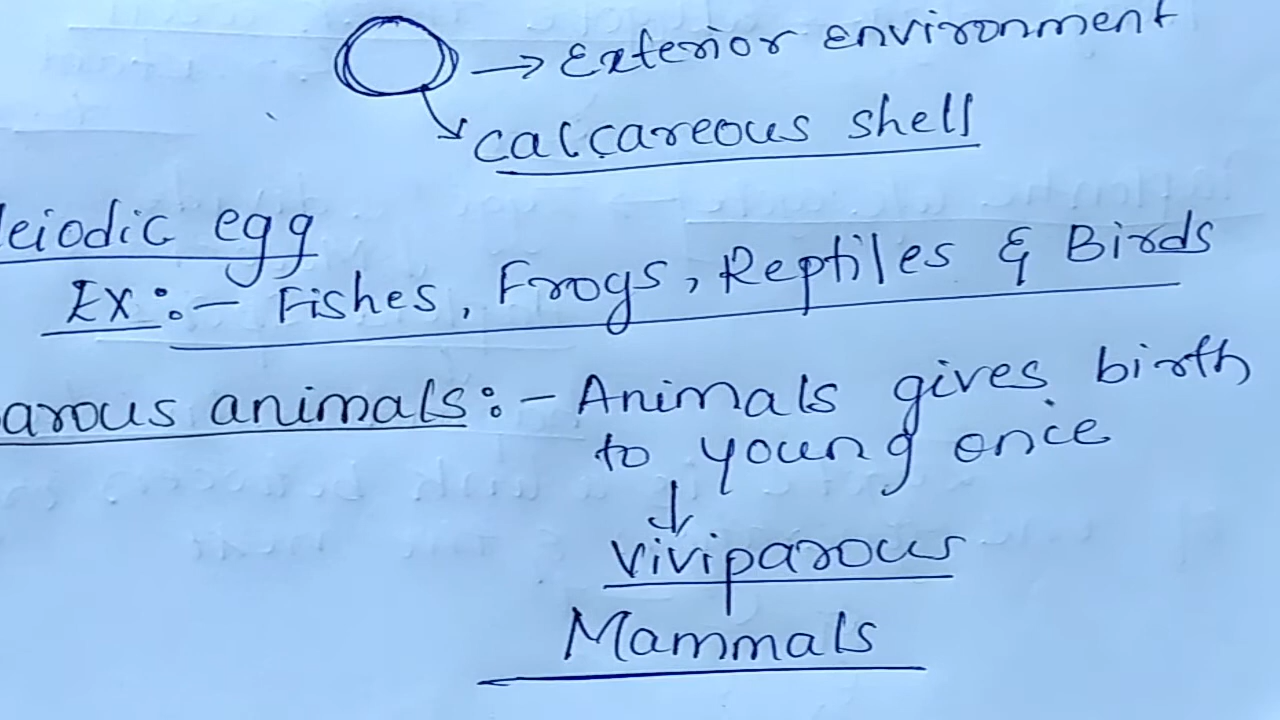 → Exterior environment
calcareous shell
leiodic egg
Ex:- Fishes, Frogs, Reptiles & Birds
arous animals:- Animals gives birth
to young once
↓
viviparous
Mammals